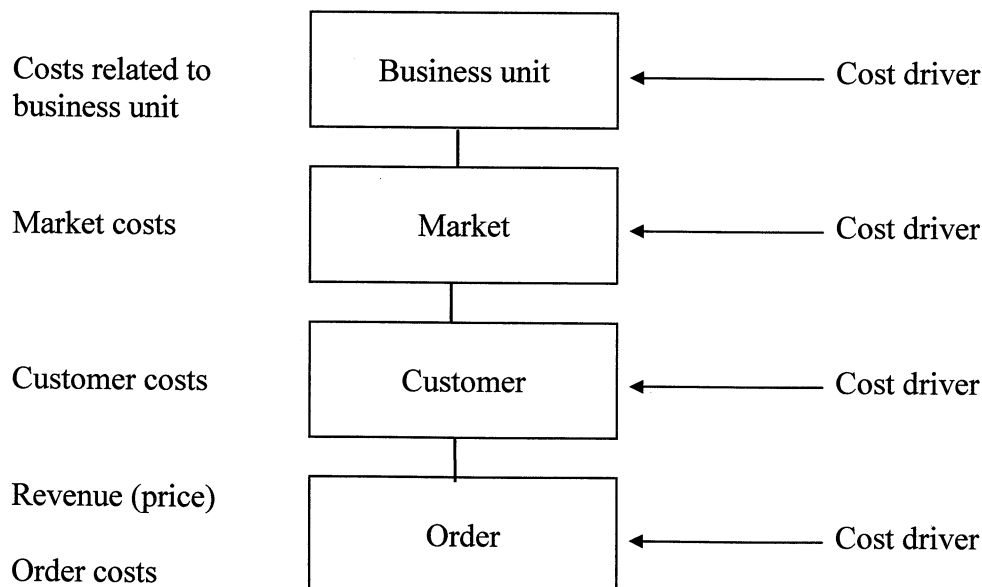 Costs related to
business unit
Business unit
Cost driver
Market costs
Market
Cost driver
Customer costs
Customer
Cost driver
Revenue (price)
Order costs
Order
Cost driver